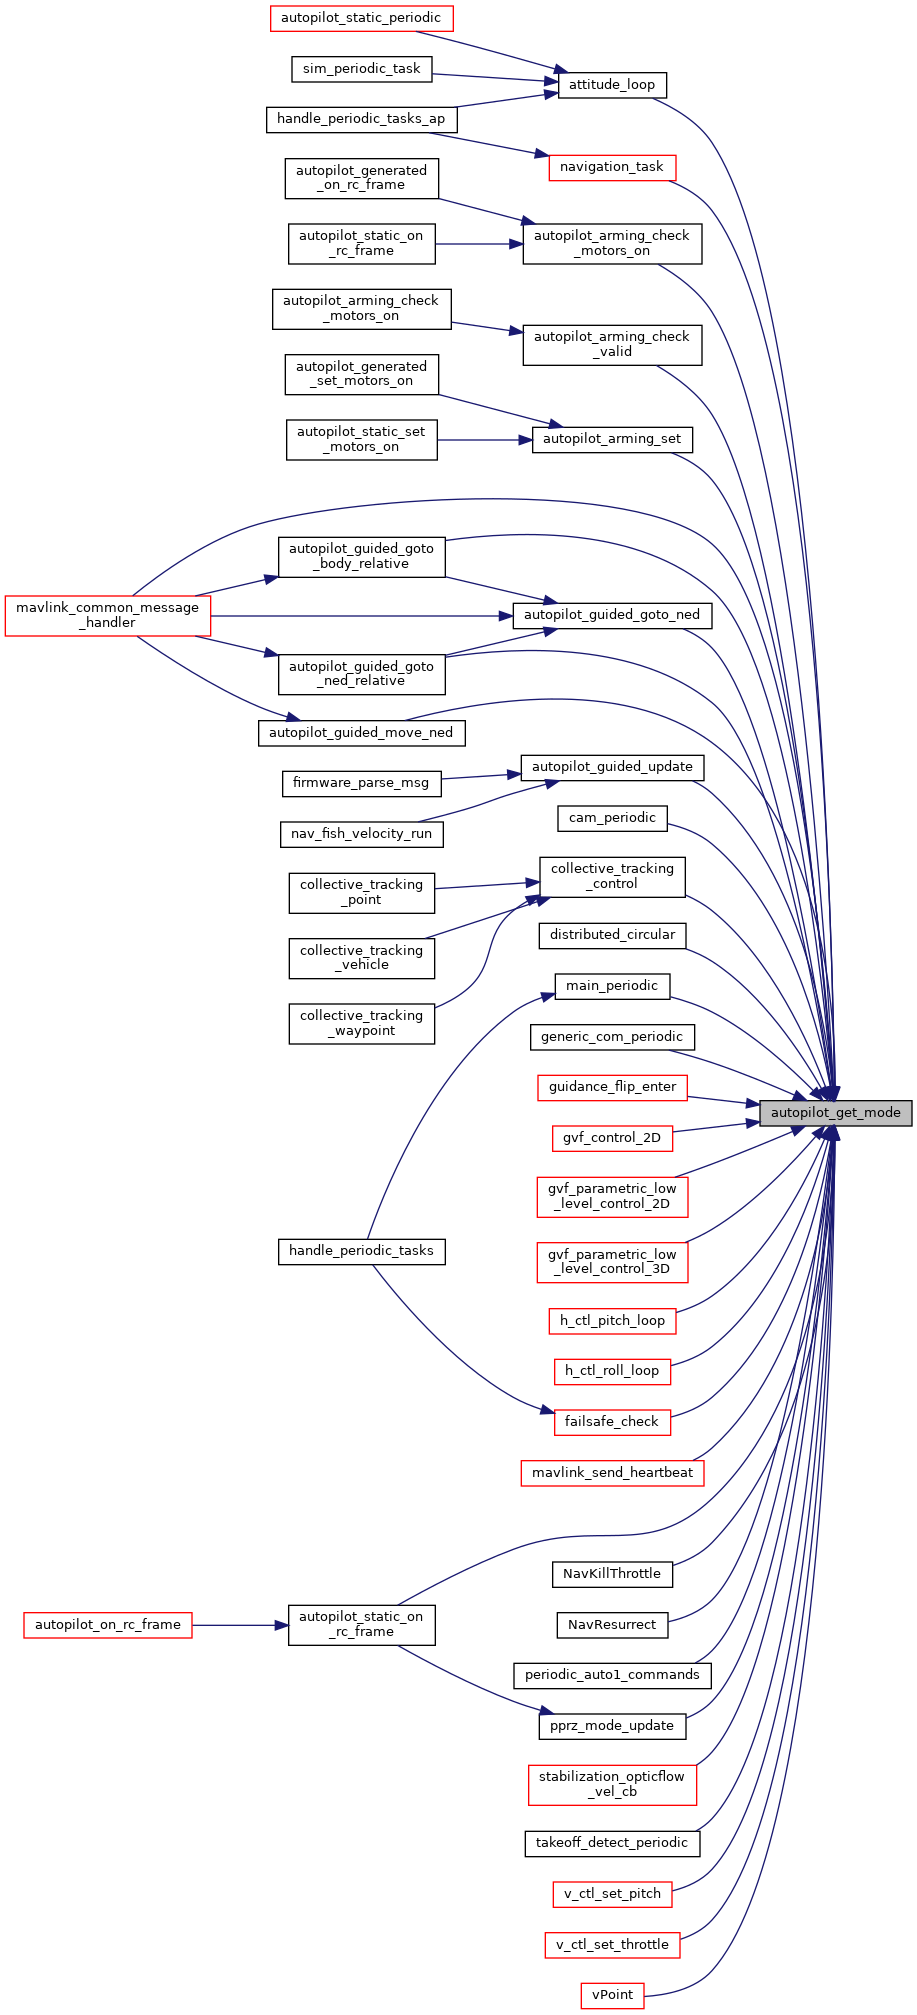 autopilot_static_periodic
sim_periodic_task
attitude_loop
handle_periodic_tasks_ap
navigation_task
autopilot_generated
_on_rc_frame
autopilot_static_on
_rc_frame
autopilot_arming_check
_motors_on
autopilot_arming_check
_motors_on
autopilot_arming_check
_valid
autopilot_generated
_set_motors_on
autopilot_static_set
_motors_on
autopilot_arming_set
autopilot_guided_goto
_body_relative
mavlink_common_message
_handler
autopilot_guided_goto_ned
autopilot_guided_goto
_ned_relative
autopilot_guided_move_ned
autopilot_guided_update
firmware_parse_msg
nav_fish_velocity_run
cam_periodic
collective_tracking
_control
collective_tracking
_point
collective_tracking
_vehicle
collective_tracking
_waypoint
distributed_circular
main_periodic
generic_com_periodic
guidance_flip_enter
autopilot_get_mode
gvf_control_2D
gvf_parametric_low
_level_control_2D
handle_periodic_tasks
gvf_parametric_low
_level_control_3D
h_ctl_pitch_loop
h_ctl_roll_loop
failsafe_check
mavlink_send_heartbeat
NavKillThrottle
NavResurrect
autopilot_on_rc_frame
autopilot_static_on
_rc_frame
periodic_auto1_commands
pprz_mode_update
stabilization_opticflow
_vel_cb
takeoff_detect_periodic
v_ctl_set_pitch
v_ctl_set_throttle
vPoint